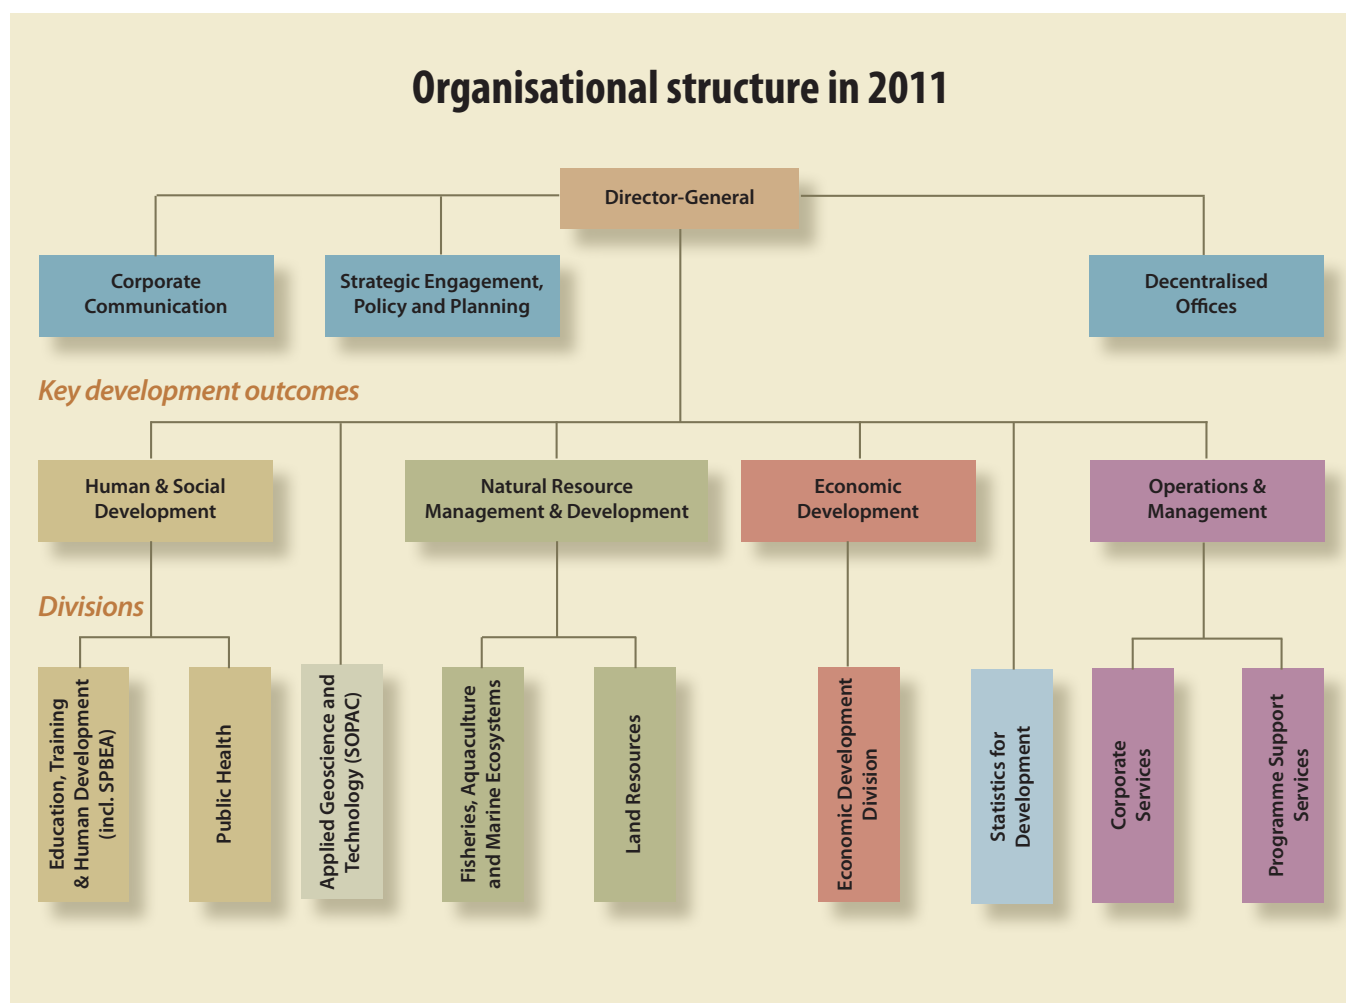 Organisational structure in 2011
Director-General
Corporate
Communication
Strategic Engagement,
Policy and Planning
Decentralised
Offices
Key development outcomes
Human & Social
Development
Natural Resource
Management & Development
Economic
Development
Operations &
Management
Divisions
Education, Training
& Human Development
(incl. SPBEA)
Public Health
Applied Geoscience and
Technology (SOPAC)
Fisheries, Aquaculture
and Marine Ecosystems
Land Resources
Economic Development
Division
Statistics for
Development
Corporate
Services
Programme Support
Services